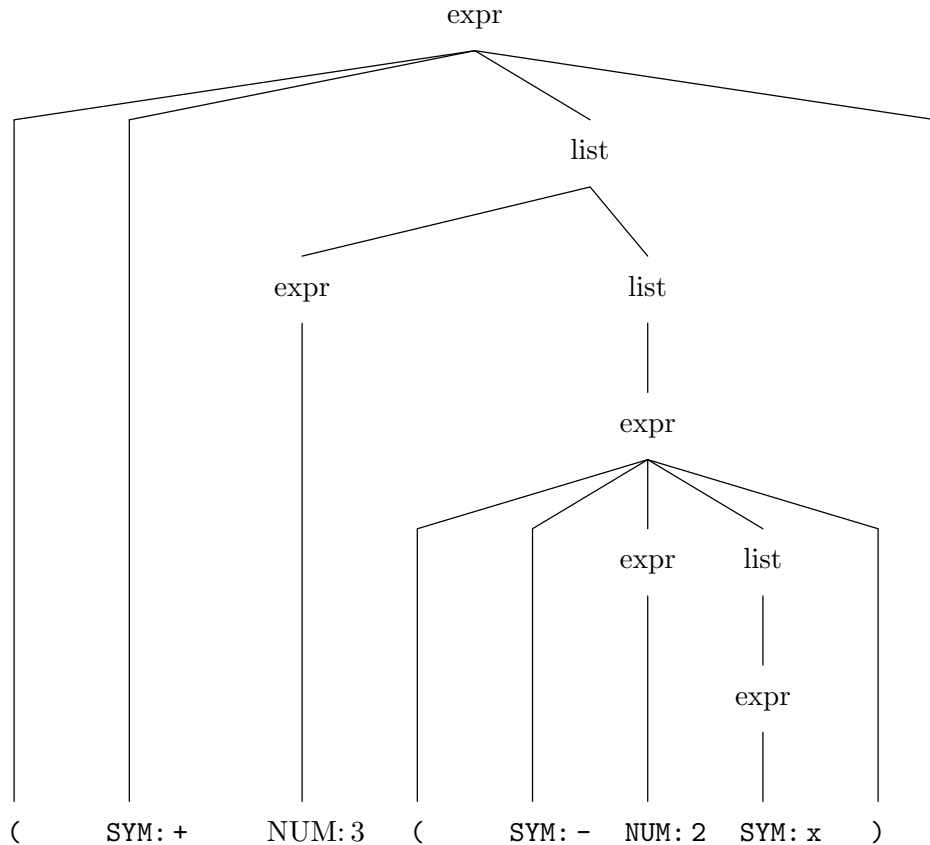 expr
list
expr list
expr
expr list
expr
( SYM:+ NUM:3 ( SYM:- NUM:2 SYM:x )